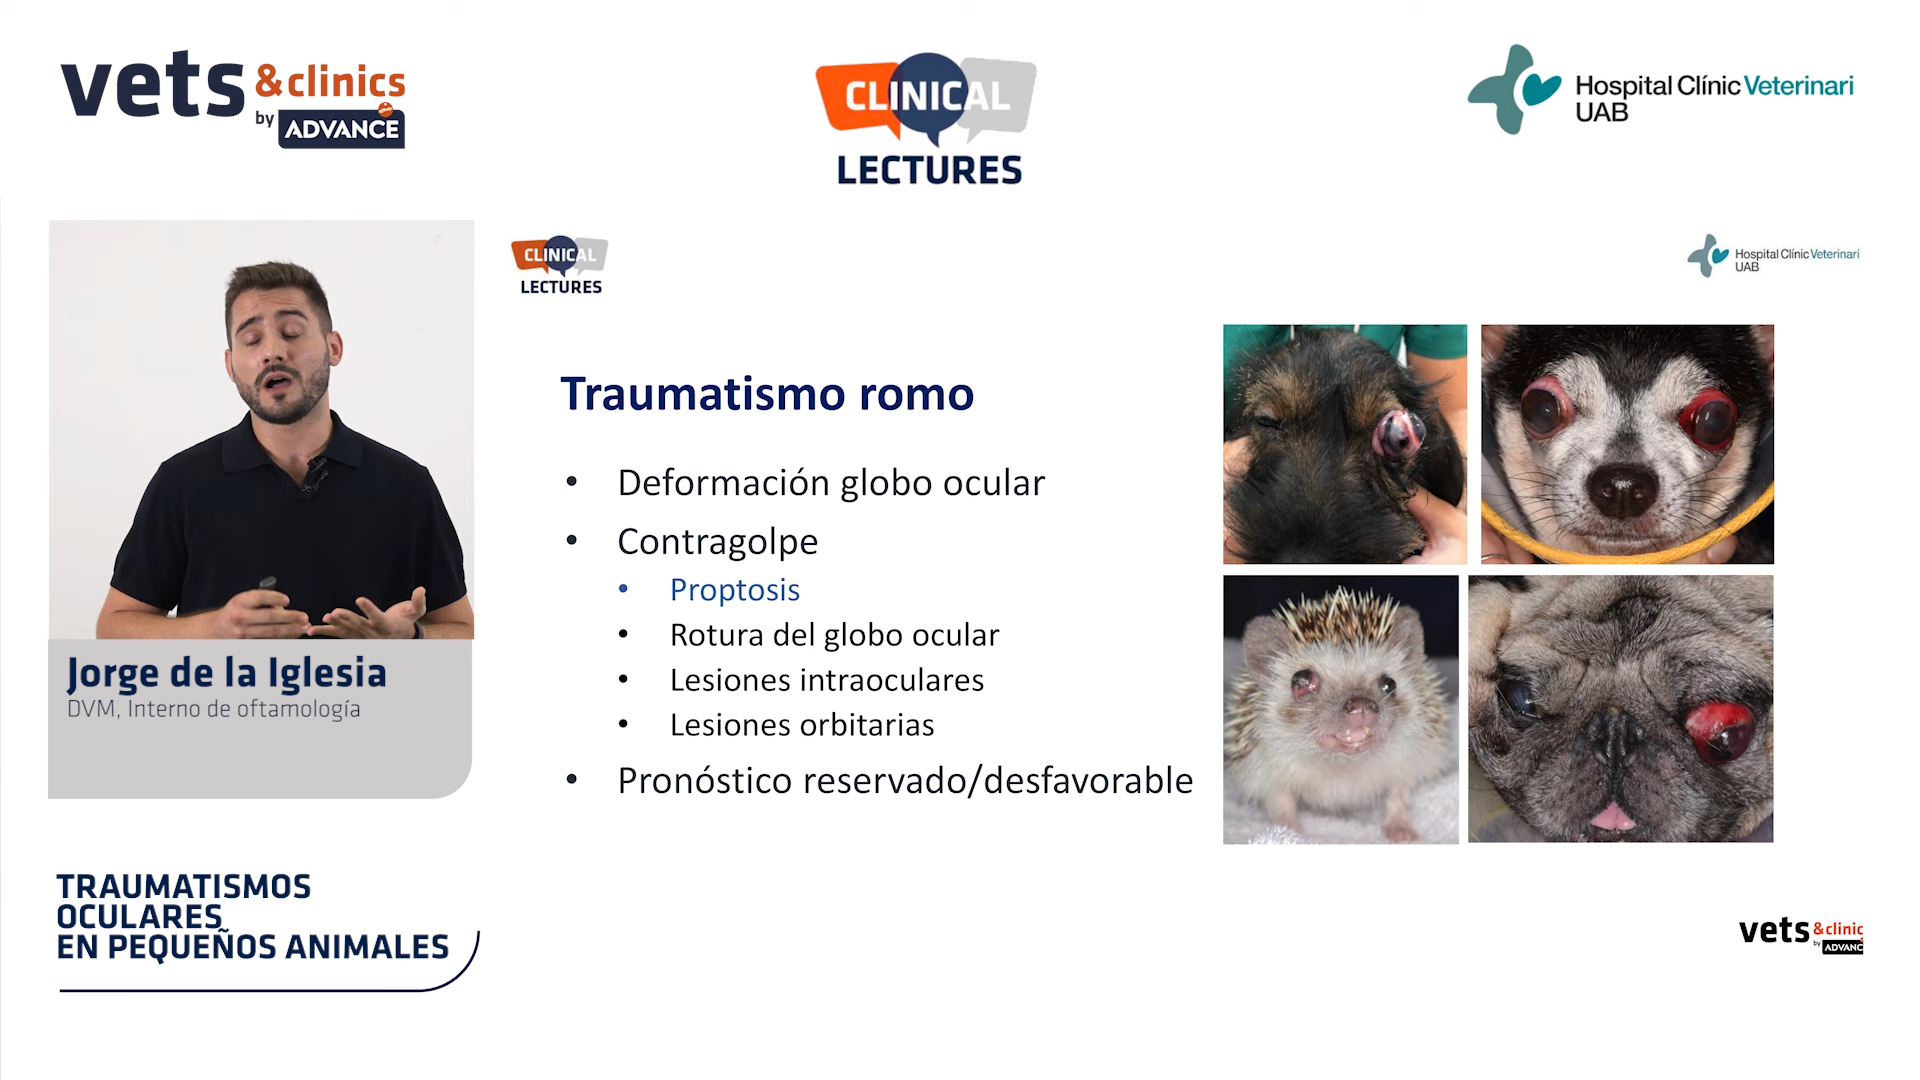 vets &clinics
by ADVANCE
CLINICAL
LECTURES
Hospital Clínic Veterinari
UAB
CLINICAL
LECTURES
Hospital Clínic Veterinari
UAB
Traumatismo romo
• Deformación globo ocular
• Contragolpe
• Proptosis
• Rotura del globo ocular
• Lesiones intraoculares
• Lesiones orbitarias
• Pronóstico reservado/desfavorable
Jorge de la Iglesia
DVM, Interno de oftamología
TRAUMATISMOS
OCULARES
EN PEQUEÑOS ANIMALES
vets &clinic
by ADVANC